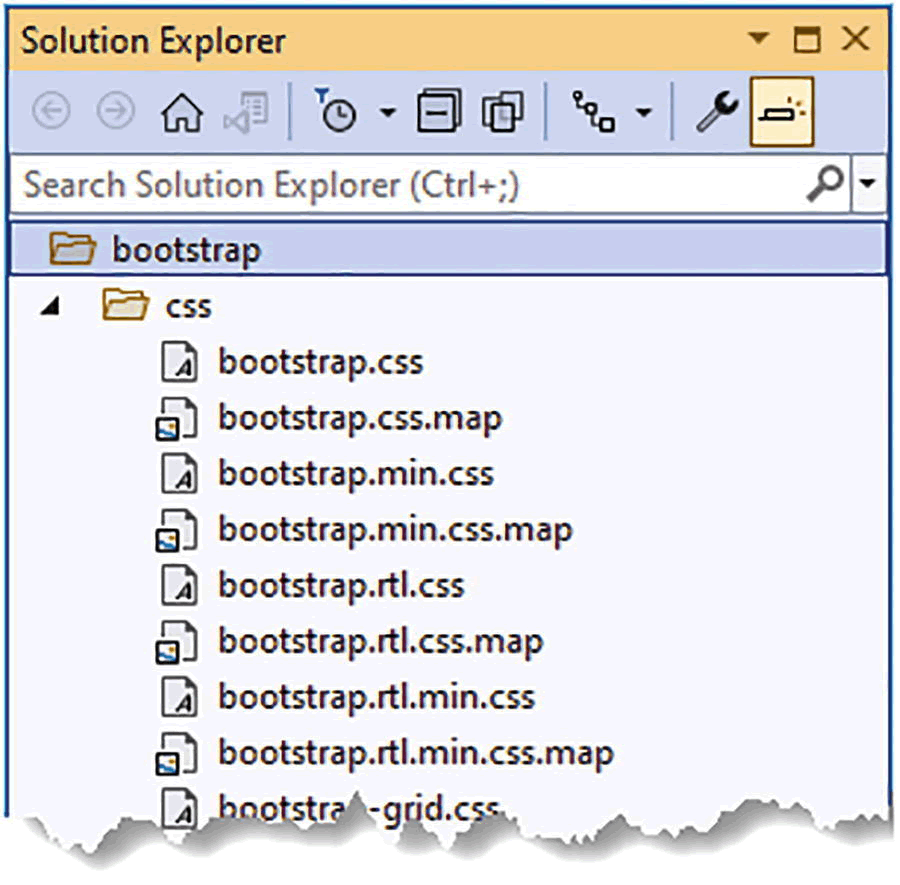 Solution Explorer
Search Solution Explorer (Ctrl+;)
bootstrap
css
bootstrap.css
bootstrap.css.map
bootstrap.min.css
bootstrap.min.css.map
bootstrap.rtl.css
bootstrap.rtl.css.map
bootstrap.rtl.min.css
bootstrap.rtl.min.css.map
bootstrap-grid.css